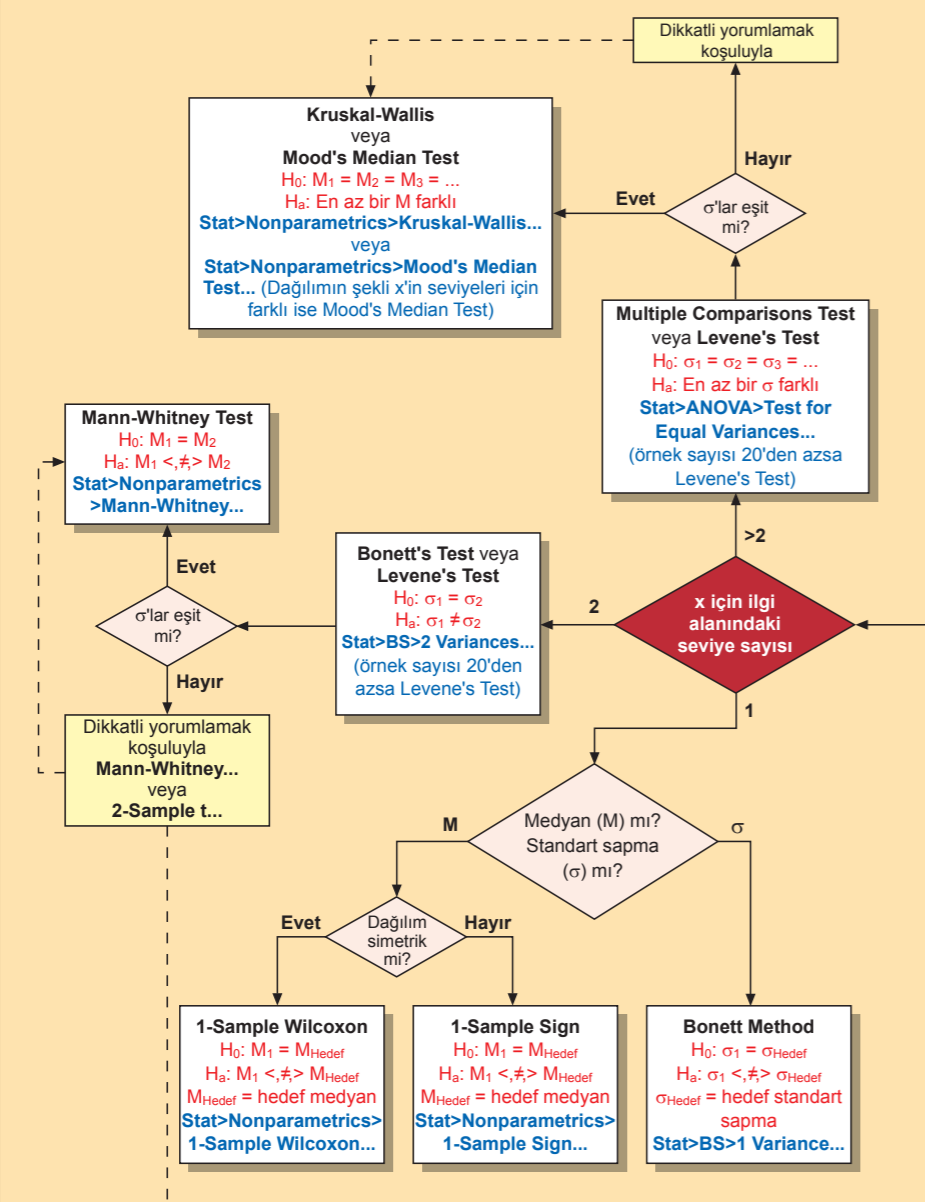 Dikkatli yorumlamak
koşuluyla
Kruskal-Wallis
veya
Mood's Median Test
H₀: M₁ = M₂ = M₃ = ...
Hₐ: En az bir M farklı
Stat>Nonparametrics>Kruskal-Wallis...
veya
Stat>Nonparametrics>Mood's Median
Test... (Dağılımın şekli x'in seviyeleri için
farklı ise Mood's Median Test)
Hayır
Evet
σ'lar eşit
mi?
Multiple Comparisons Test
veya Levene's Test
H₀: σ₁ = σ₂ = σ₃ = ...
Hₐ: En az bir σ farklı
Stat>ANOVA>Test for
Equal Variances...
(örnek sayısı 20'den azsa
Levene's Test)
>2
Mann-Whitney Test
H₀: M₁ = M₂
Hₐ: M₁ <,≠,> M₂
Stat>Nonparametrics
>Mann-Whitney...
Evet
σ'lar eşit
mi?
Hayır
Dikkatli yorumlamak
koşuluyla
Mann-Whitney...
veya
2-Sample t...
Bonett's Test veya
Levene's Test
H₀: σ₁ = σ₂
Hₐ: σ₁ ≠ σ₂
Stat>BS>2 Variances...
(örnek sayısı 20'den
azsa Levene's Test)
2
x için ilgi
alanındaki
seviye sayısı
1
M
Medyan (M) mı?
Standart sapma
(σ) mı?
σ
Evet
Dağılım
simetrik
mi?
Hayır
1-Sample Wilcoxon
H₀: M₁ = M_Hedef
Hₐ: M₁ <,≠,> M_Hedef
M_Hedef = hedef medyan
Stat>Nonparametrics>
1-Sample Wilcoxon...
1-Sample Sign
H₀: M₁ = M_Hedef
Hₐ: M₁ <,≠,> M_Hedef
M_Hedef = hedef medyan
Stat>Nonparametrics>
1-Sample Sign...
Bonett Method
H₀: σ₁ = σ_Hedef
Hₐ: σ₁ <,≠,> σ_Hedef
σ_Hedef = hedef standart
sapma
Stat>BS>1 Variance...